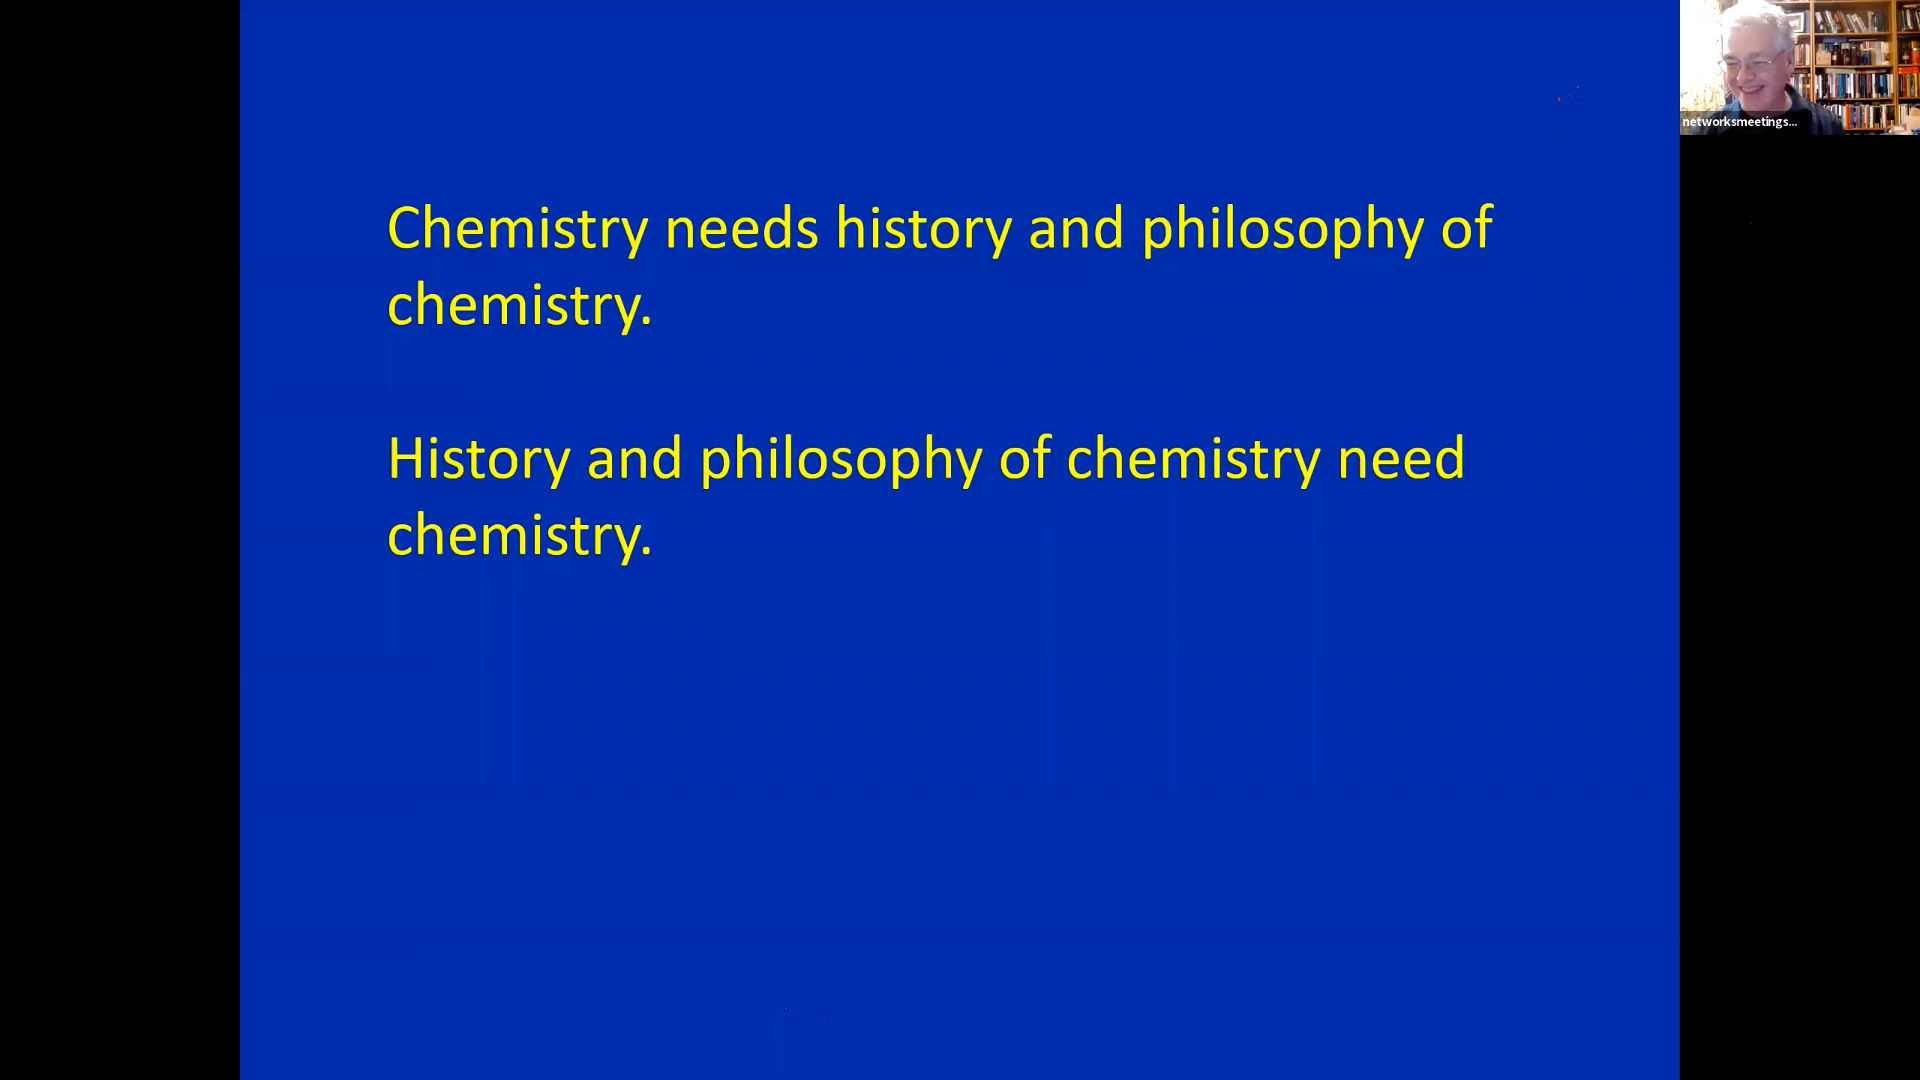 networksmeetings...
Chemistry needs history and philosophy of
chemistry.
History and philosophy of chemistry need
chemistry.